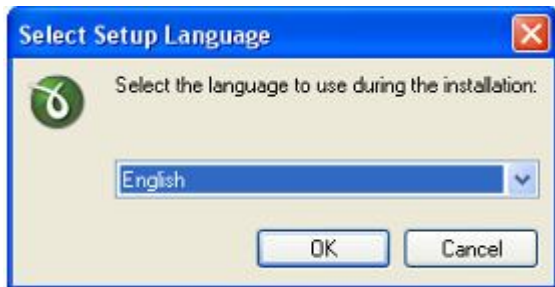 Select Setup Language
Select the language to use during the installation:
English
OK
Cancel